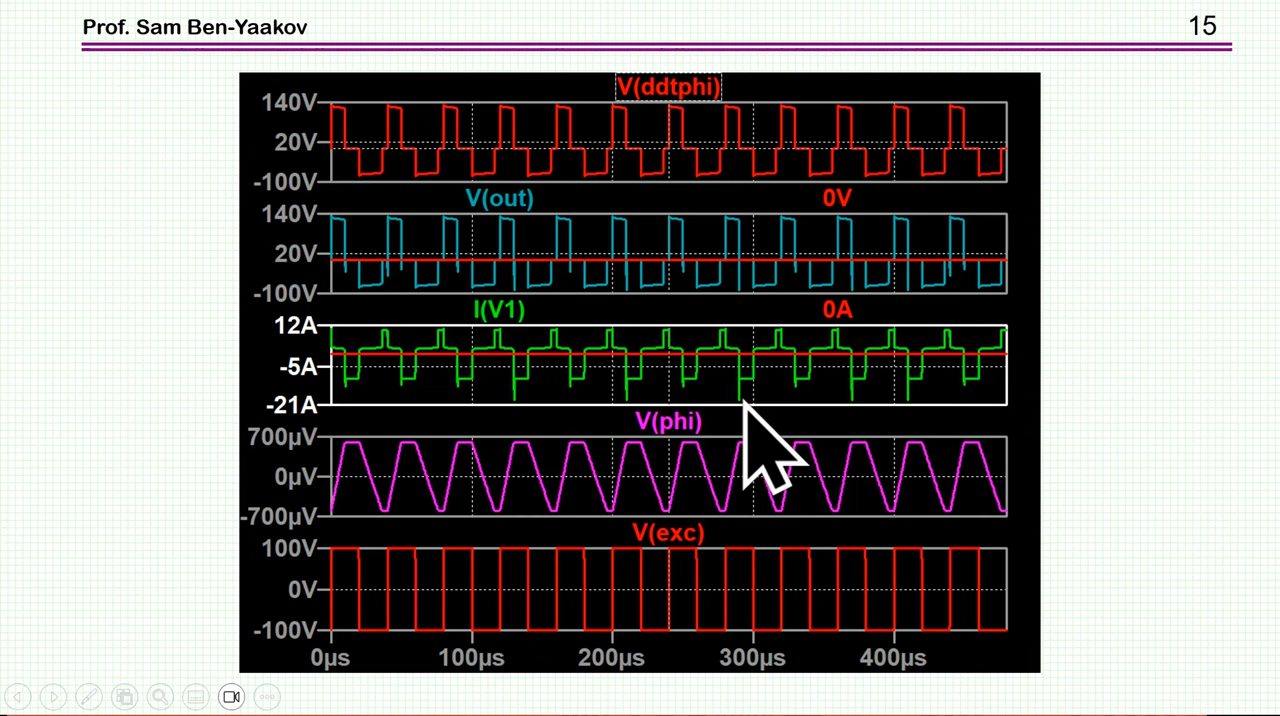 Prof. Sam Ben-Yaakov
15
V(ddtphi)
140V
20V
-100V
V(out)
0V
140V
20V
-100V
I(V1)
0A
12A
-5A
-21A
V(phi)
700µV
0µV
-700µV
V(exc)
100V
0V
-100V
0µs
100µs
200µs
300µs
400µs